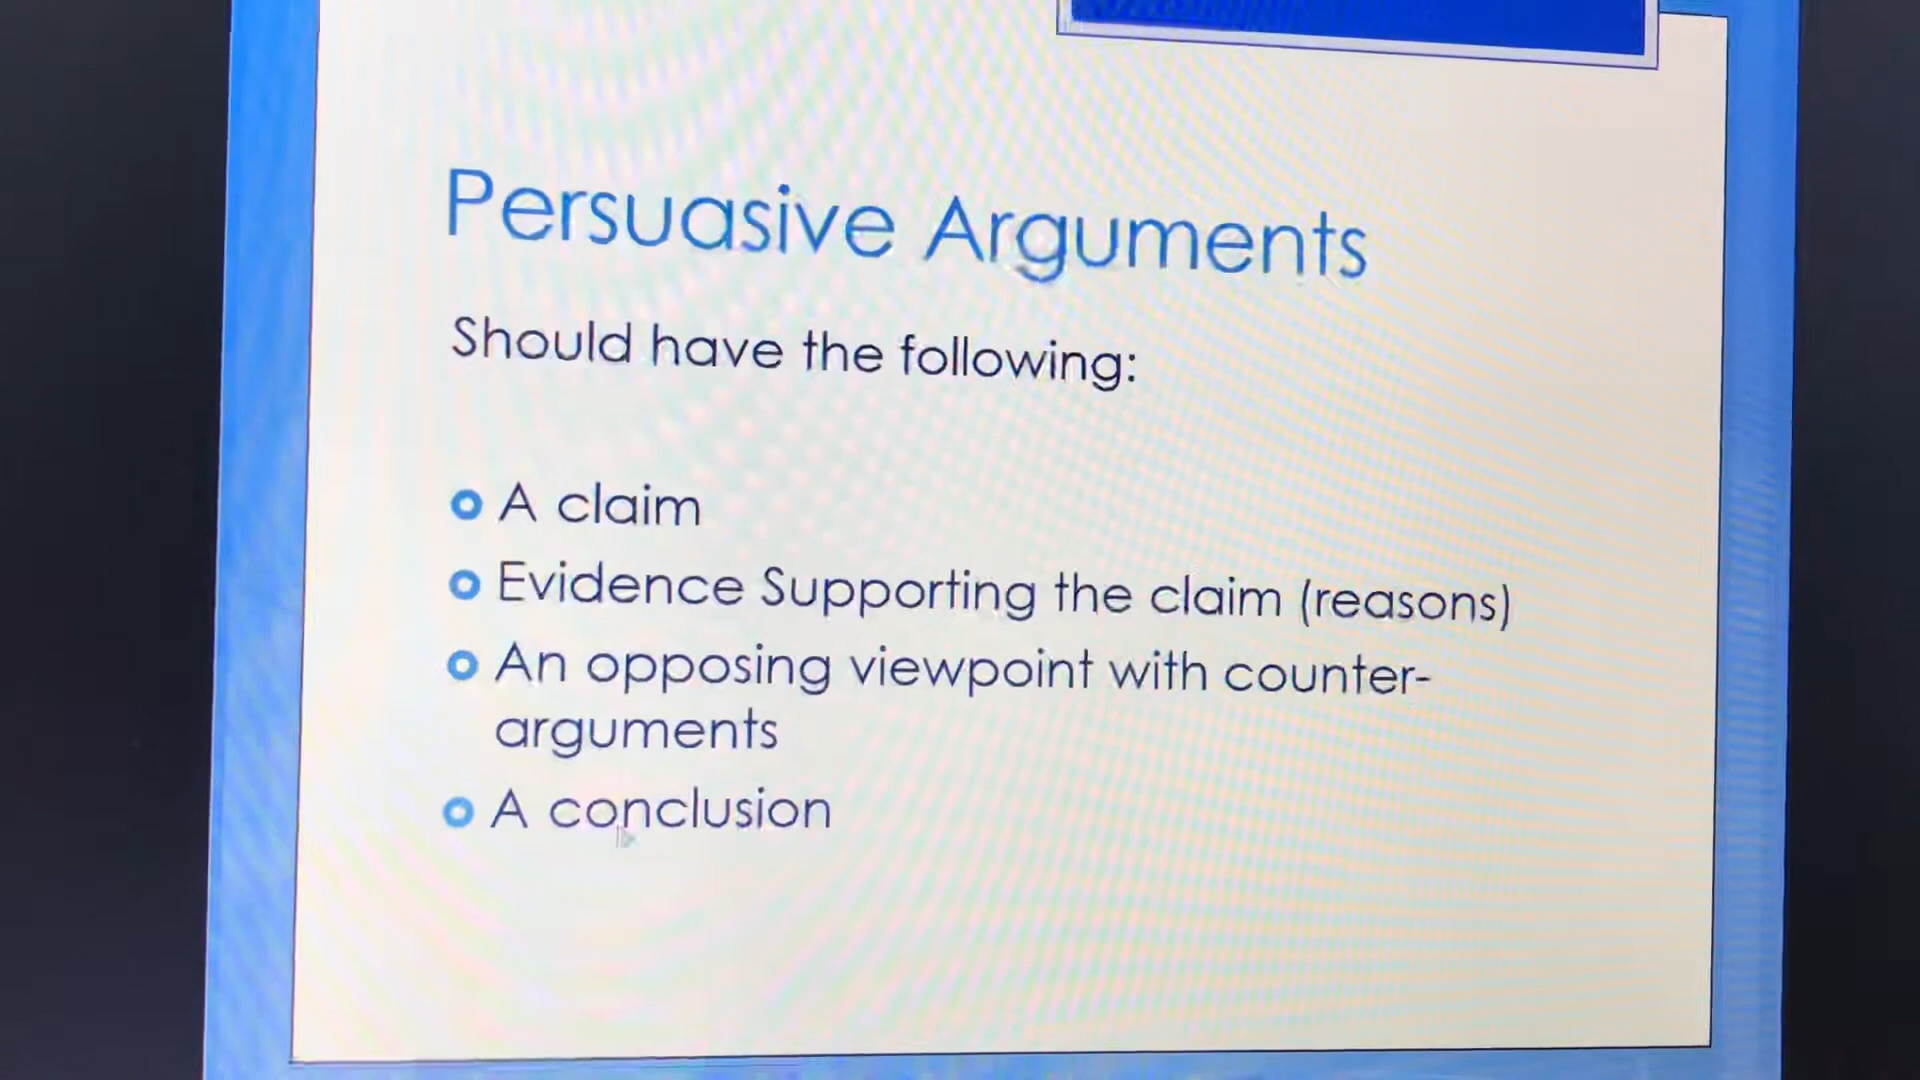 Persuasive Arguments
Should have the following:
A claim
Evidence Supporting the claim (reasons)
An opposing viewpoint with counter-
arguments
A conclusion